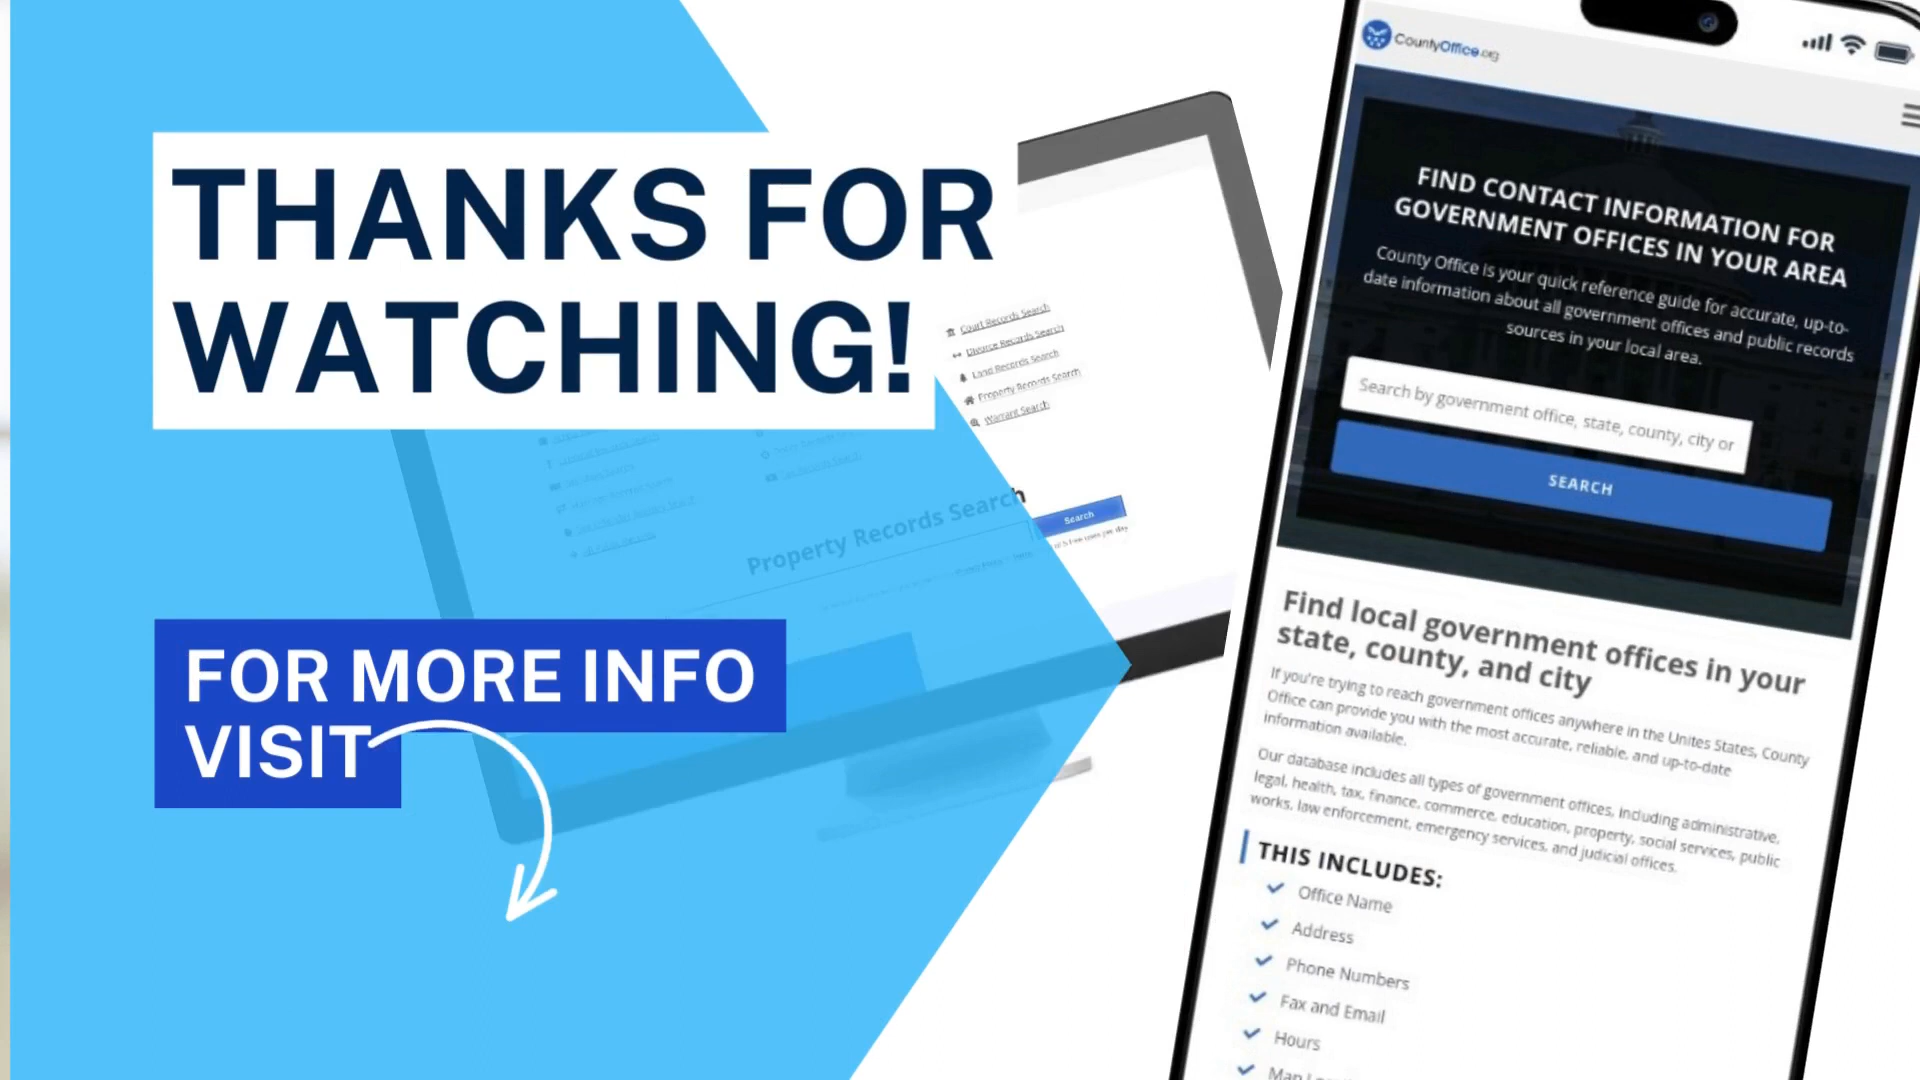 THANKS FOR
WATCHING!
FOR MORE INFO
VISIT
Court Records Search
Divorce Records Search
Land Records Search
Property Records Search
Warrant Search
Property Records Search
Search
CountyOffice.org
FIND CONTACT INFORMATION FOR
GOVERNMENT OFFICES IN YOUR AREA
County Office is your quick reference guide for accurate, up-to-
date information about all government offices and public records
sources in your local area.
Search by government office, state, county, city or
SEARCH
Find local government offices in your
state, county, and city
If you're trying to reach government offices anywhere in the Unites States, County
Office can provide you with the most accurate, reliable, and up-to-date
information available.
Our database includes all types of government offices, including administrative,
legal, health, tax, finance, commerce, education, property, social services, public
works, law enforcement, emergency services, and judicial offices.
THIS INCLUDES:
Office Name
Address
Phone Numbers
Fax and Email
Hours
Map